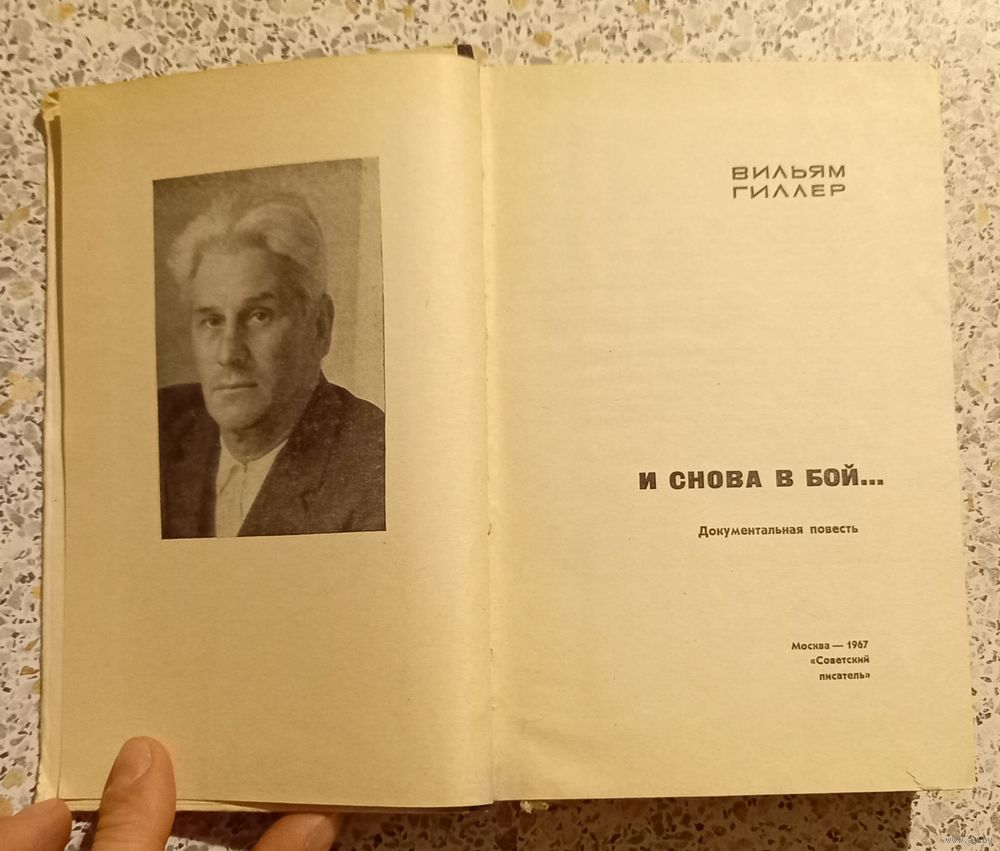 ВИЛЬЯМ
ГИЛЛЕР
И СНОВА В БОЙ...
Документальная повесть
Москва — 1967
«Советский
писатель»